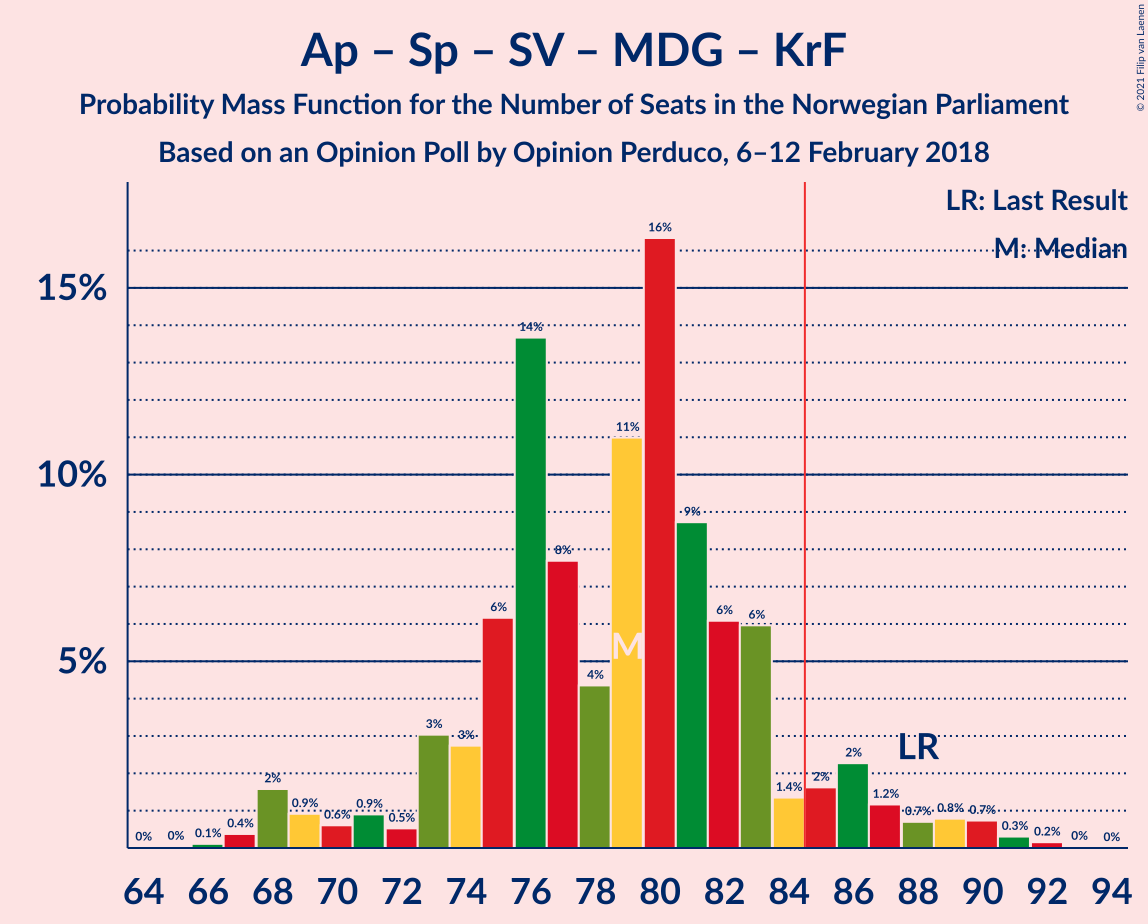 Ap – Sp – SV – MDG – KrF
Probability Mass Function for the Number of Seats in the Norwegian Parliament
Based on an Opinion Poll by Opinion Perduco, 6–12 February 2018
© 2021 Filip van Laenen
LR: Last Result
M: Median
15%
10%
5%
0% 0% 0.1% 0.4% 2% 0.9% 0.6% 0.9% 0.5% 3% 3% 6% 14% 8% 4% 11% 16% 9% 6% 6% 1.4% 2% 2% 1.2% 0.7% 0.8% 0.7% 0.3% 0.2% 0% 0%
M
LR
64 66 68 70 72 74 76 78 80 82 84 86 88 90 92 94